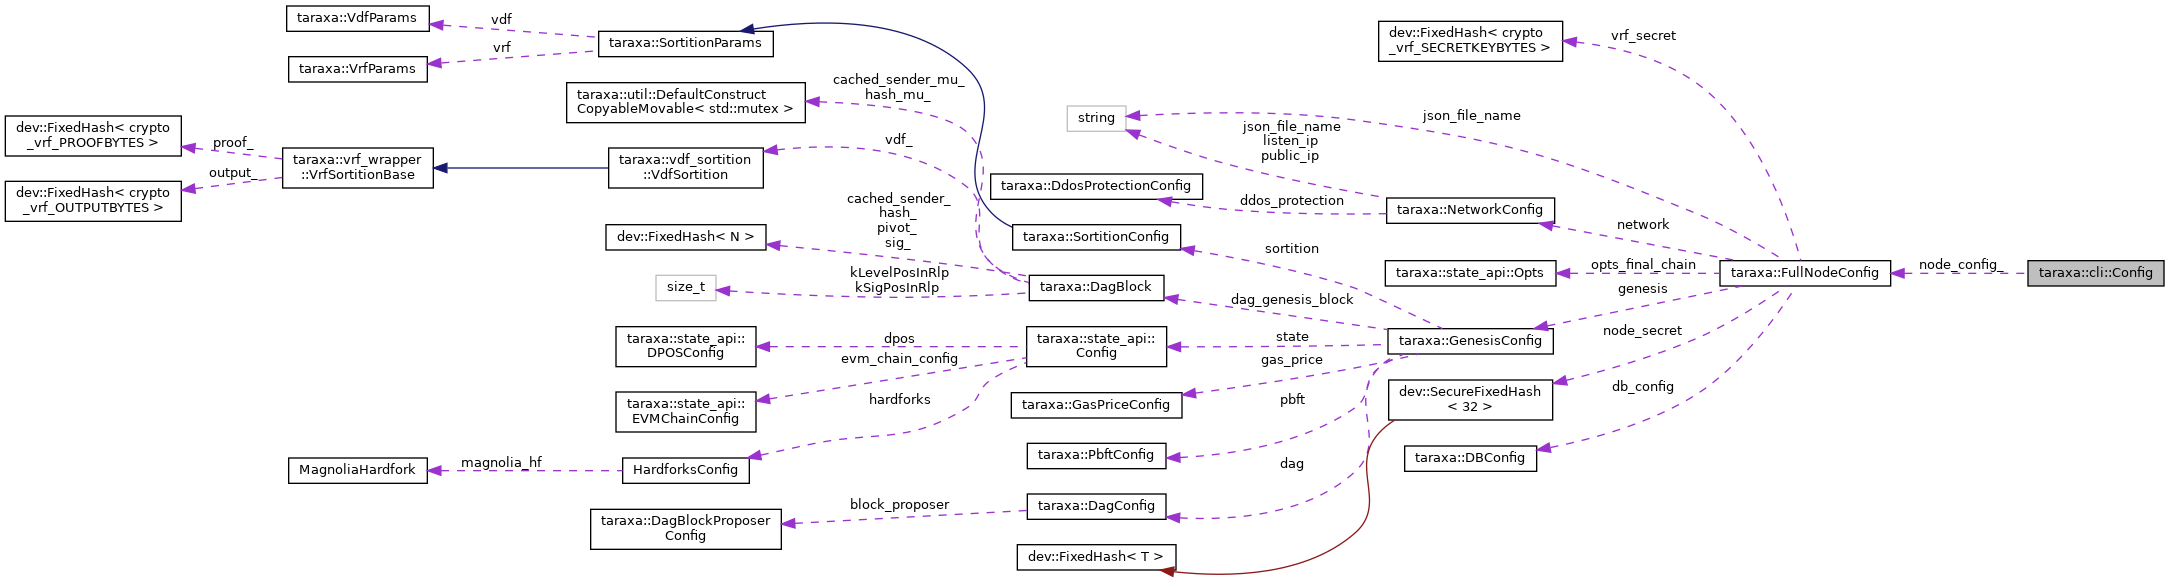 taraxa::VdfParams
vdf
taraxa::VrfParams
vrf
taraxa::SortitionParams
taraxa::util::DefaultConstruct
CopyableMovable< std::mutex >
cached_sender_mu_
hash_mu_
dev::FixedHash< crypto
_vrf_PROOFBYTES >
proof_
dev::FixedHash< crypto
_vrf_OUTPUTBYTES >
output_
taraxa::vrf_wrapper
::VrfSortitionBase
taraxa::vdf_sortition
::VdfSortition
vdf_
dev::FixedHash< N >
cached_sender_
hash_
pivot_
sig_
size_t
kLevelPosInRlp
kSigPosInRlp
taraxa::state_api::
DPOSConfig
dpos
taraxa::state_api::
EVMChainConfig
evm_chain_config
hardforks
MagnoliaHardfork
magnolia_hf
HardforksConfig
taraxa::DagBlockProposer
Config
block_proposer
string
taraxa::DdosProtectionConfig
taraxa::SortitionConfig
taraxa::DagBlock
taraxa::state_api::
Config
taraxa::GasPriceConfig
taraxa::PbftConfig
taraxa::DagConfig
dev::FixedHash< T >
json_file_name
listen_ip
public_ip
ddos_protection
sortition
dag_genesis_block
state
gas_price
pbft
dag
dev::FixedHash< crypto
_vrf_SECRETKEYBYTES >
vrf_secret
json_file_name
taraxa::NetworkConfig
network
taraxa::state_api::Opts
opts_final_chain
genesis
taraxa::GenesisConfig
node_secret
dev::SecureFixedHash
< 32 >
db_config
taraxa::DBConfig
taraxa::FullNodeConfig
node_config_
taraxa::cli::Config